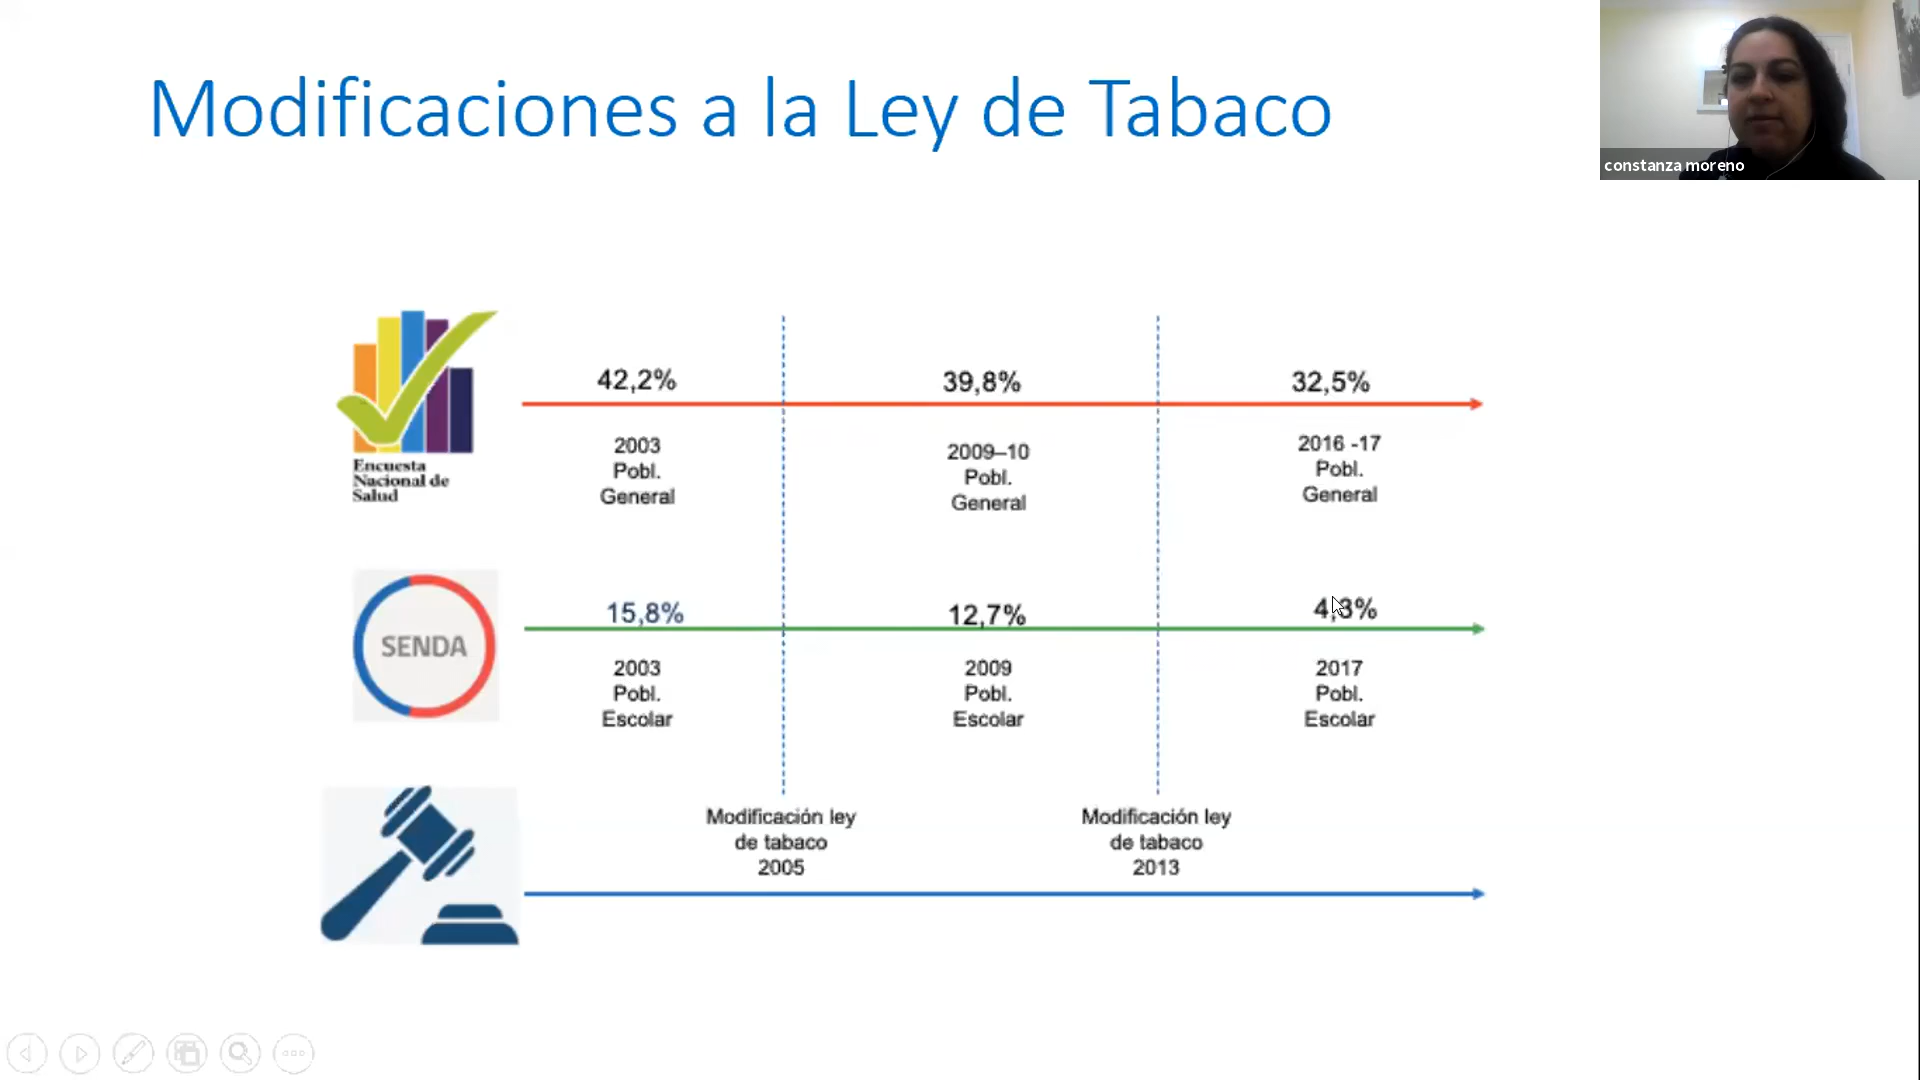 Modificaciones a la Ley de Tabaco
constanza moreno
42,2%
39,8%
32,5%
Encuesta
Nacional de
Salud
2003
Pobl.
General
2009–10
Pobl.
General
2016 -17
Pobl.
General
SENDA
15,8%
12,7%
4,3%
2003
Pobl.
Escolar
2009
Pobl.
Escolar
2017
Pobl.
Escolar
Modificación ley
de tabaco
2005
Modificación ley
de tabaco
2013